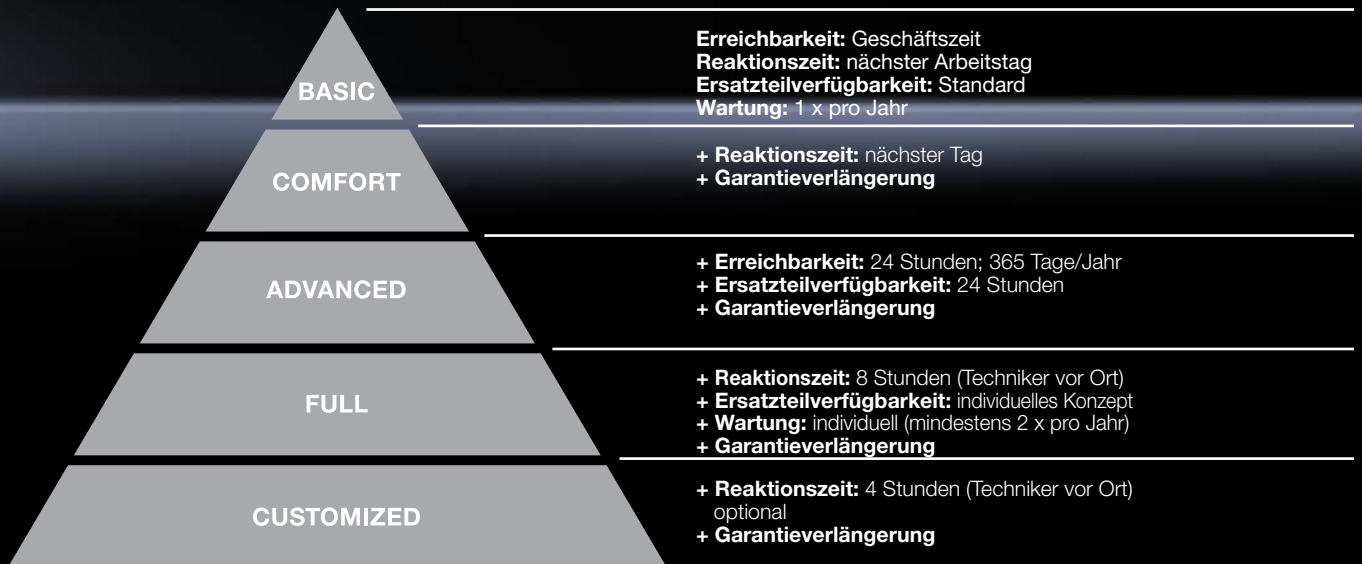 BASIC
Erreichbarkeit: Geschäftszeit
Reaktionszeit: nächster Arbeitstag
Ersatzteilverfügbarkeit: Standard
Wartung: 1 x pro Jahr
COMFORT
+ Reaktionszeit: nächster Tag
+ Garantieverlängerung
ADVANCED
+ Erreichbarkeit: 24 Stunden; 365 Tage/Jahr
+ Ersatzteilverfügbarkeit: 24 Stunden
+ Garantieverlängerung
FULL
+ Reaktionszeit: 8 Stunden (Techniker vor Ort)
+ Ersatzteilverfügbarkeit: individuelles Konzept
+ Wartung: individuell (mindestens 2 x pro Jahr)
+ Garantieverlängerung
CUSTOMIZED
+ Reaktionszeit: 4 Stunden (Techniker vor Ort)
optional
+ Garantieverlängerung